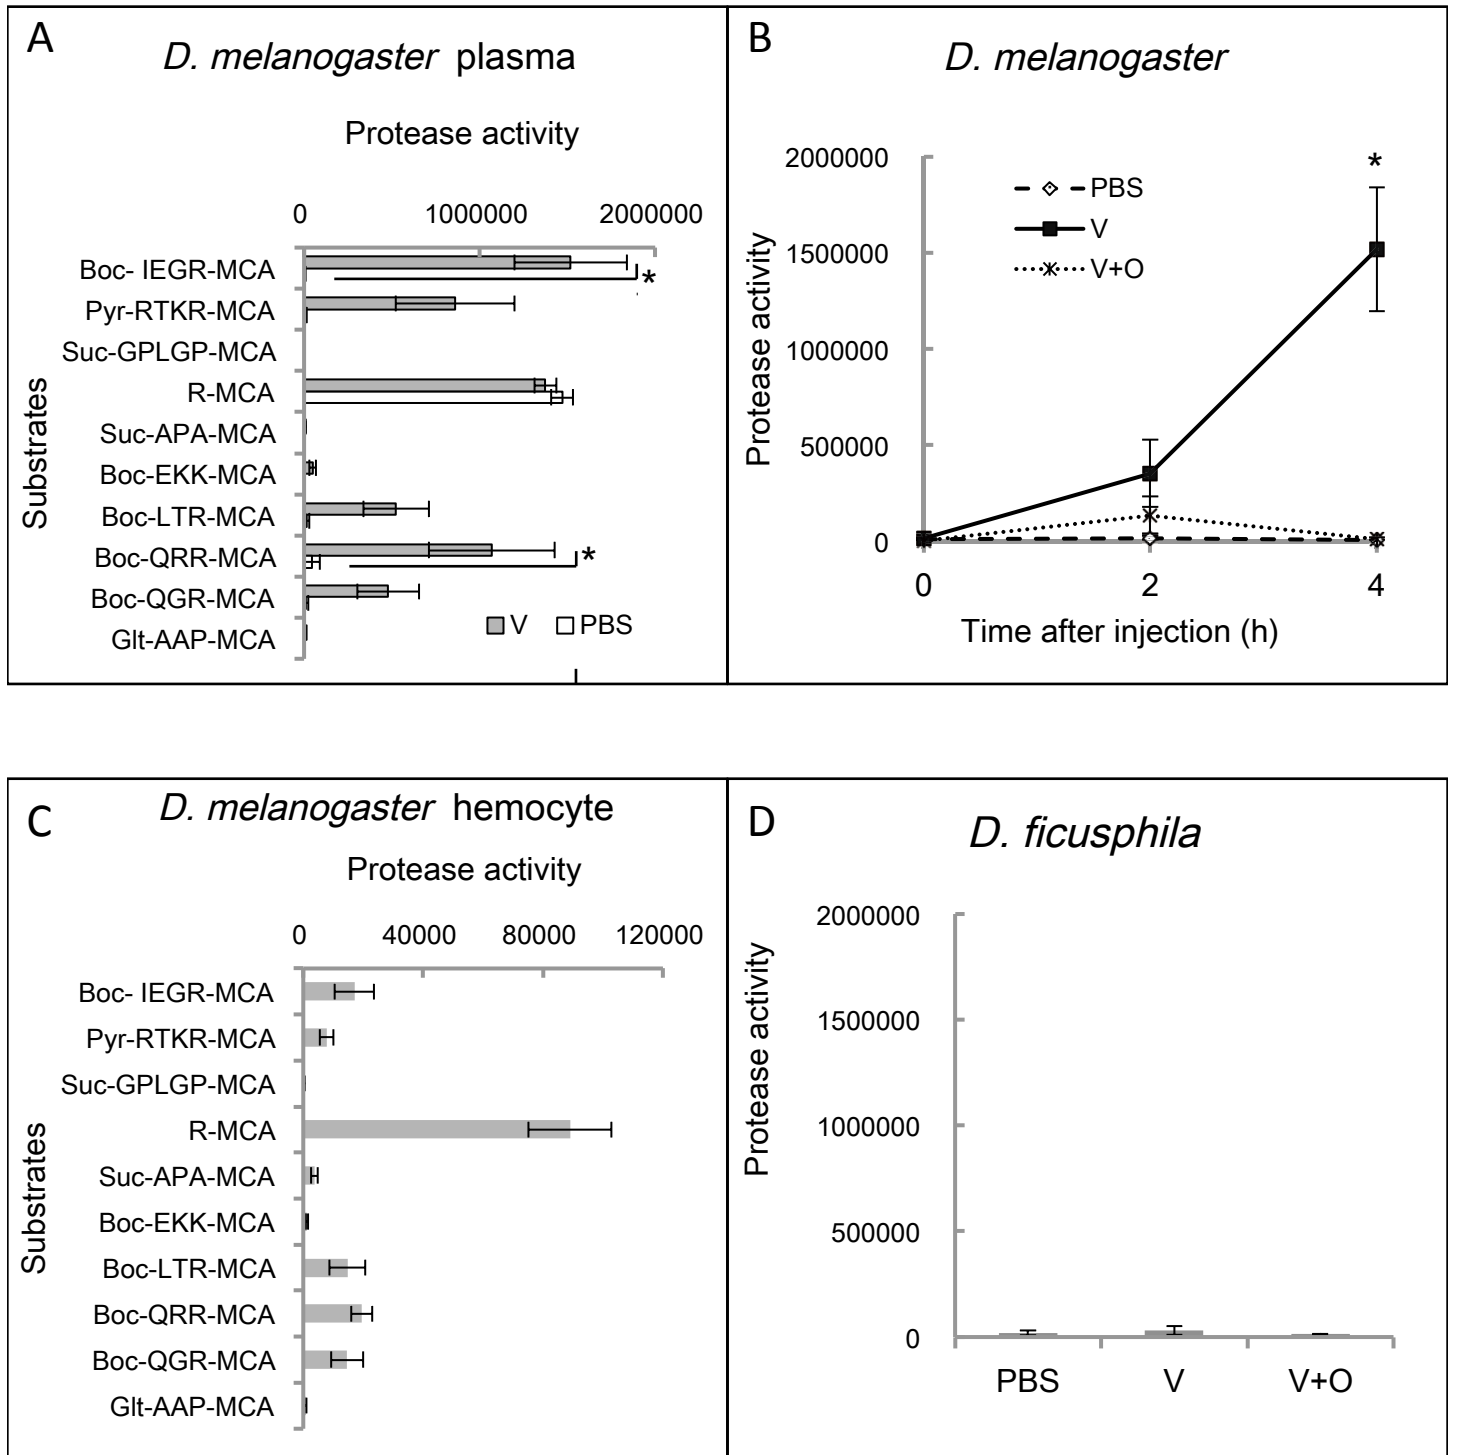 A
D. melanogaster plasma
Protease activity
0 1000000 2000000
Substrates
Boc- IEGR-MCA
*
Pyr-RTKR-MCA
Suc-GPLGP-MCA
R-MCA
Suc-APA-MCA
Boc-EKK-MCA
Boc-LTR-MCA
Boc-QRR-MCA
*
Boc-QGR-MCA
Glt-AAP-MCA
V PBS
B
D. melanogaster
Protease activity
2000000
1500000
1000000
500000
0
PBS
V
V+O
*
0 2 4
Time after injection (h)
C
D. melanogaster hemocyte
Protease activity
0 40000 80000 120000
Substrates
Boc- IEGR-MCA
Pyr-RTKR-MCA
Suc-GPLGP-MCA
R-MCA
Suc-APA-MCA
Boc-EKK-MCA
Boc-LTR-MCA
Boc-QRR-MCA
Boc-QGR-MCA
Glt-AAP-MCA
D
D. ficusphila
Protease activity
2000000
1500000
1000000
500000
0
PBS V V+O